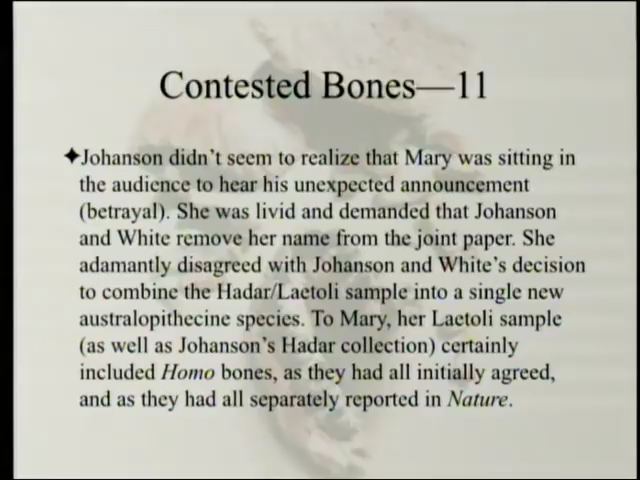 Contested Bones—11
✦Johanson didn't seem to realize that Mary was sitting in
the audience to hear his unexpected announcement
(betrayal). She was livid and demanded that Johanson
and White remove her name from the joint paper. She
adamantly disagreed with Johanson and White's decision
to combine the Hadar/Laetoli sample into a single new
australopithecine species. To Mary, her Laetoli sample
(as well as Johanson's Hadar collection) certainly
included Homo bones, as they had all initially agreed,
and as they had all separately reported in Nature.